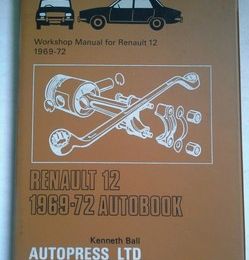 Workshop Manual for Renault 12
1969-72
RENAULT 12
1969-72 AUTOBOOK
Kenneth Ball
AUTOPRESS LTD